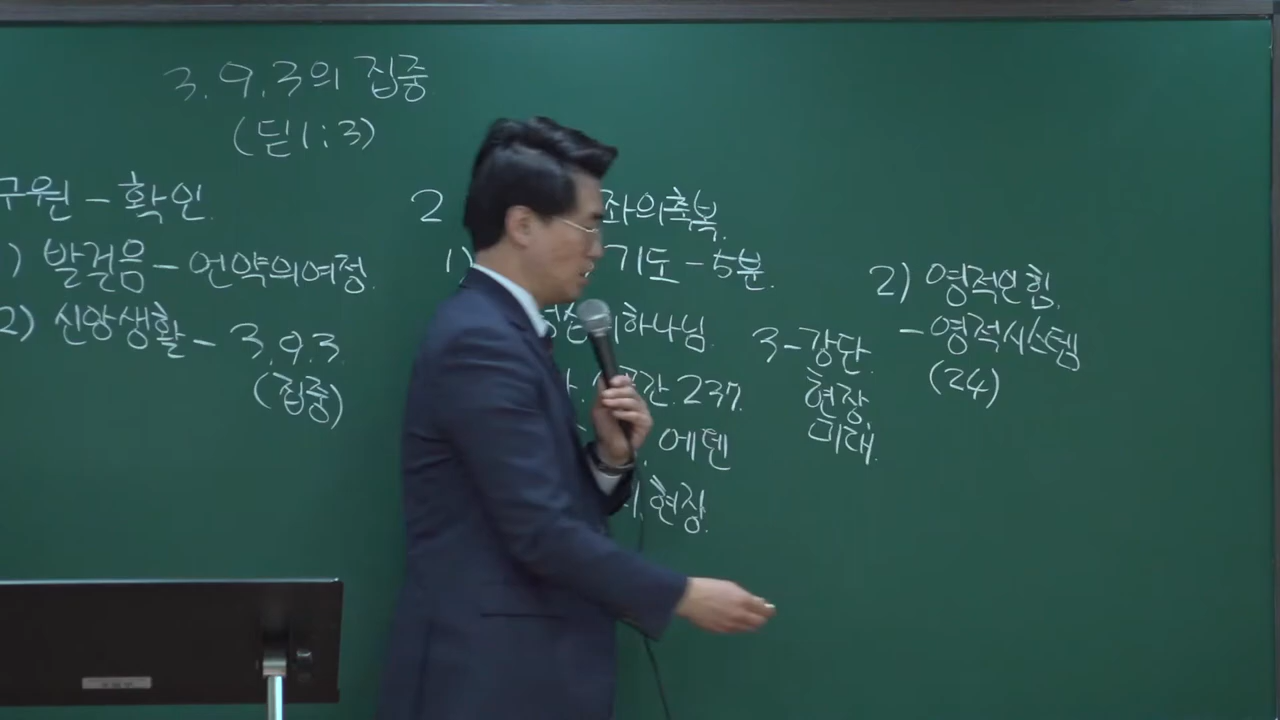 3.9.3의 집중
(딛1:3)
구원-확인.
1) 발걸음-언약의여정.
2) 신앙생활-3.9.3
(집중)
2 좌의축복.
1) 기도-5분.
하나님.
공간.237.
에덴
현장.
3-강단.
현장.
미래.
2) 영적인힘.
-영적시스템
(24)